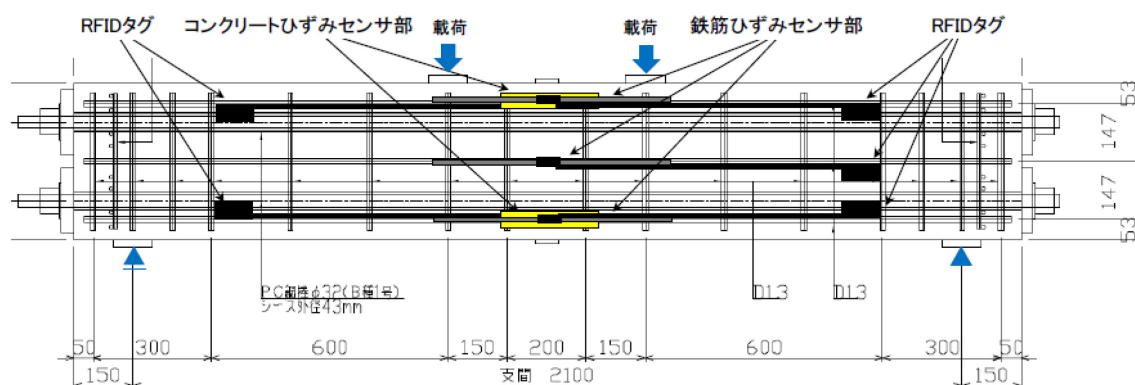 RFIDタグ コンクリートひずみセンサ部 載荷 載荷 鉄筋ひずみセンサ部 RFIDタグ
53
147
147
53
PC鋼棒φ32(B種1号)
シース外径43mm
D13 D13
50 300 600 150 200 150 600 300 50
150 支間 2100 150